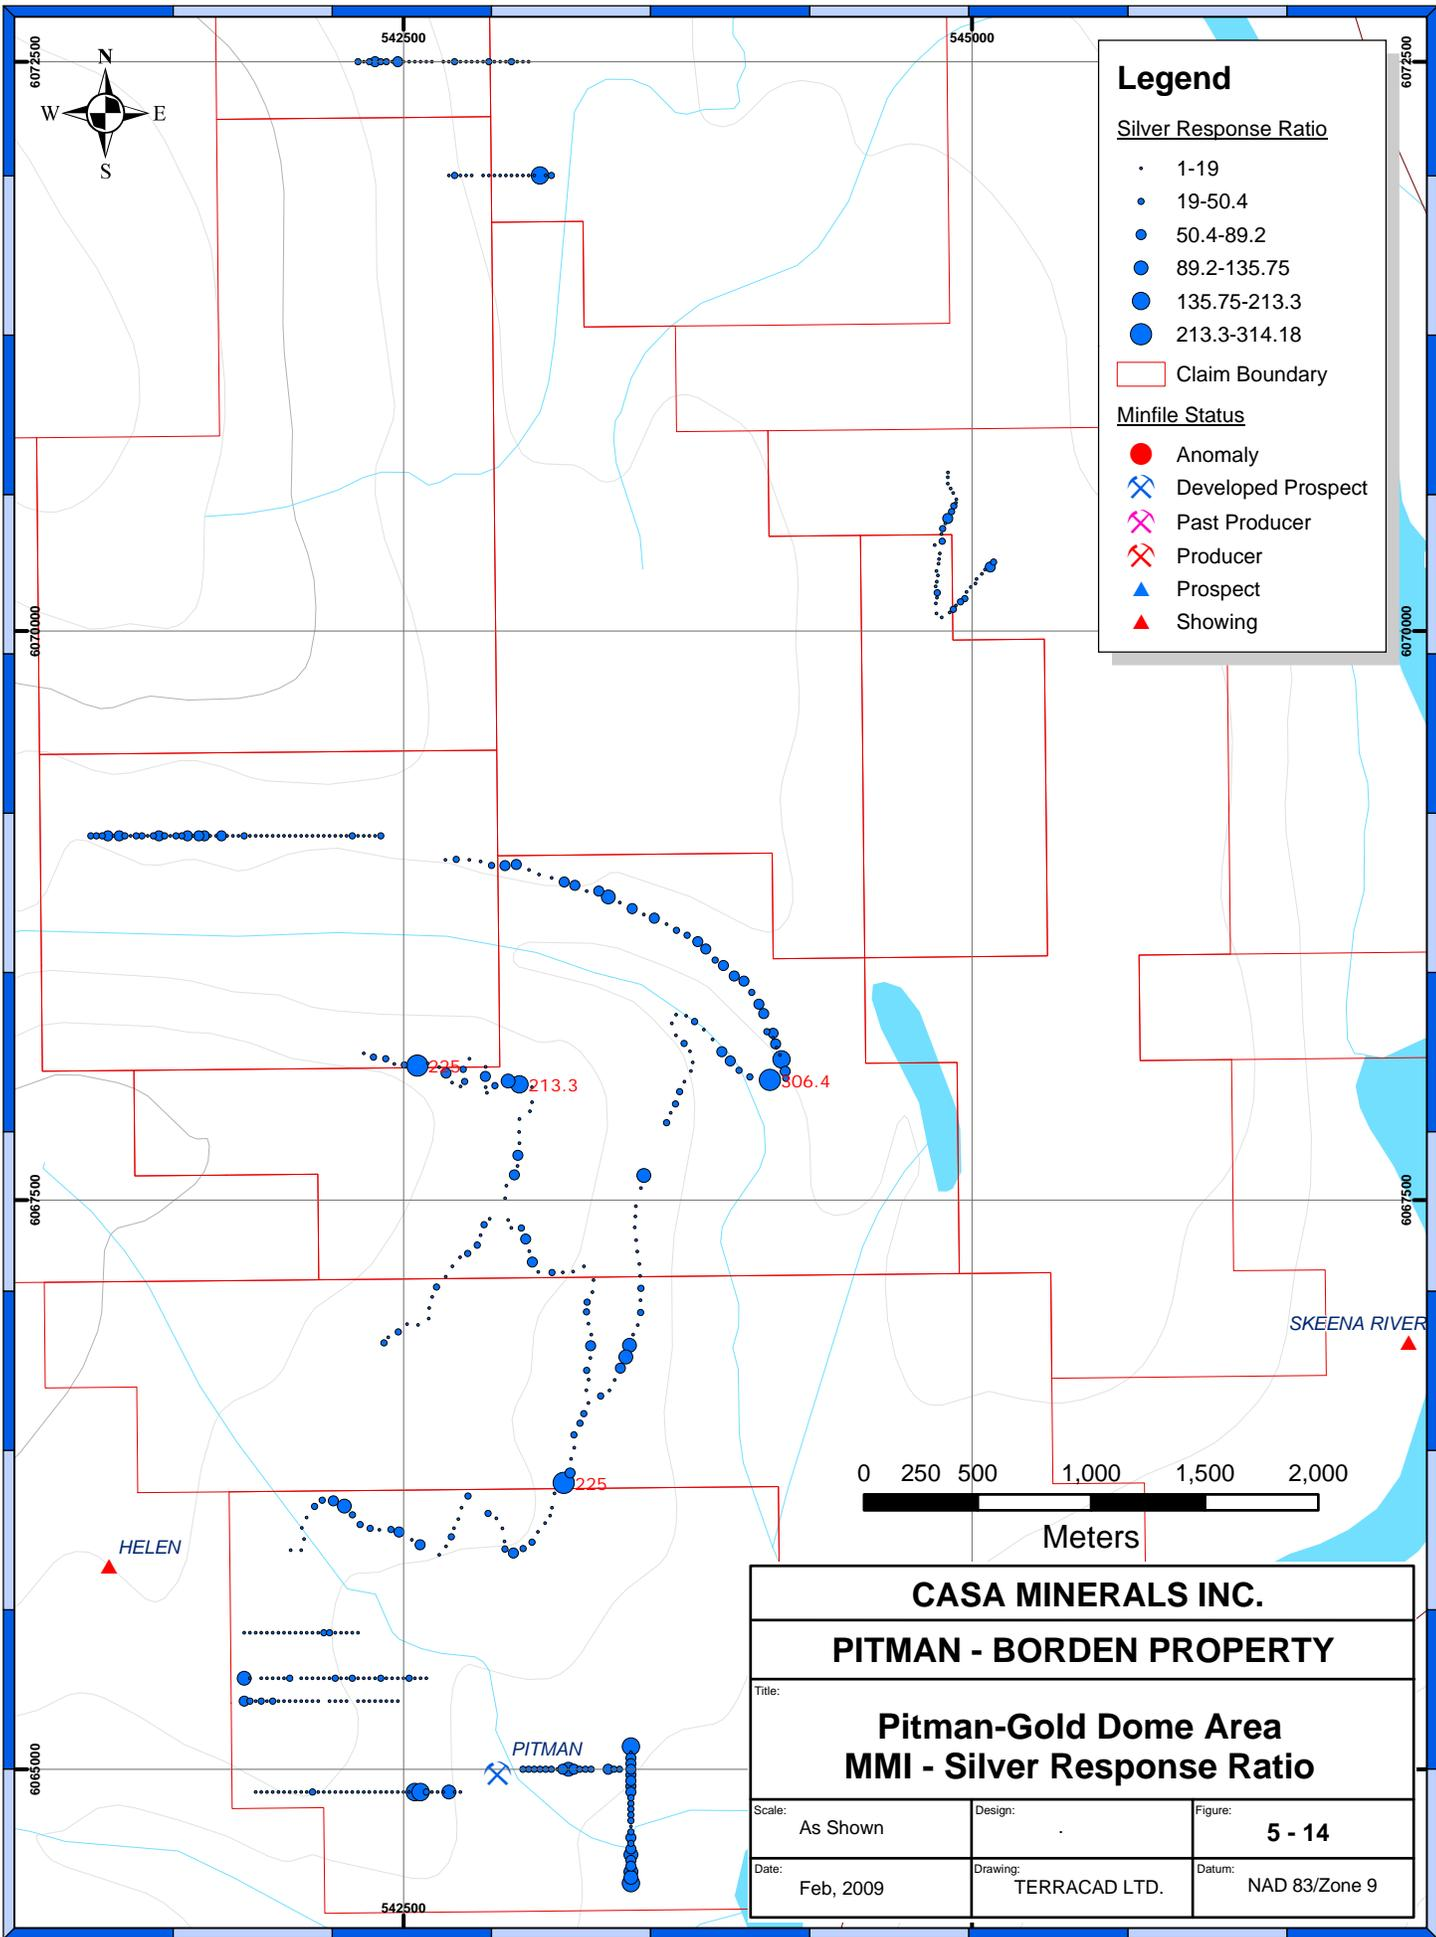 542500
545000
6072500
6072500
N
W
E
S
Legend
Silver Response Ratio
1-19
19-50.4
50.4-89.2
89.2-135.75
135.75-213.3
213.3-314.18
Claim Boundary
Minfile Status
Anomaly
Developed Prospect
Past Producer
Producer
Prospect
Showing
6070000
6070000
225
213.3
306.4
6067500
6067500
SKEENA RIVER
225
0 250 500 1,000 1,500 2,000
Meters
HELEN
PITMAN
6065000
542500
CASA MINERALS INC.
PITMAN - BORDEN PROPERTY
Title:
Pitman-Gold Dome Area
MMI - Silver Response Ratio
Scale:
As Shown
Design:
.
Figure:
5 - 14
Date:
Feb, 2009
Drawing:
TERRACAD LTD.
Datum:
NAD 83/Zone 9